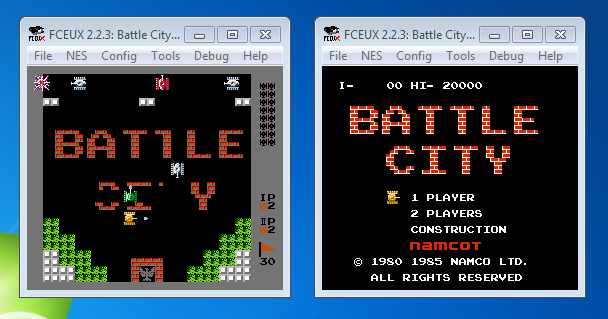 FCEUX 2.2.3: Battle City...
File NES Config Tools Debug Help
BATTLE
CITY
IP
2
IP
2
30
FCEUX 2.2.3: Battle City...
File NES Config Tools Debug Help
I- 00 HI- 20000
BATTLE
CITY
1 PLAYER
2 PLAYERS
CONSTRUCTION
namcot
© 1980 1985 NAMCO LTD.
ALL RIGHTS RESERVED